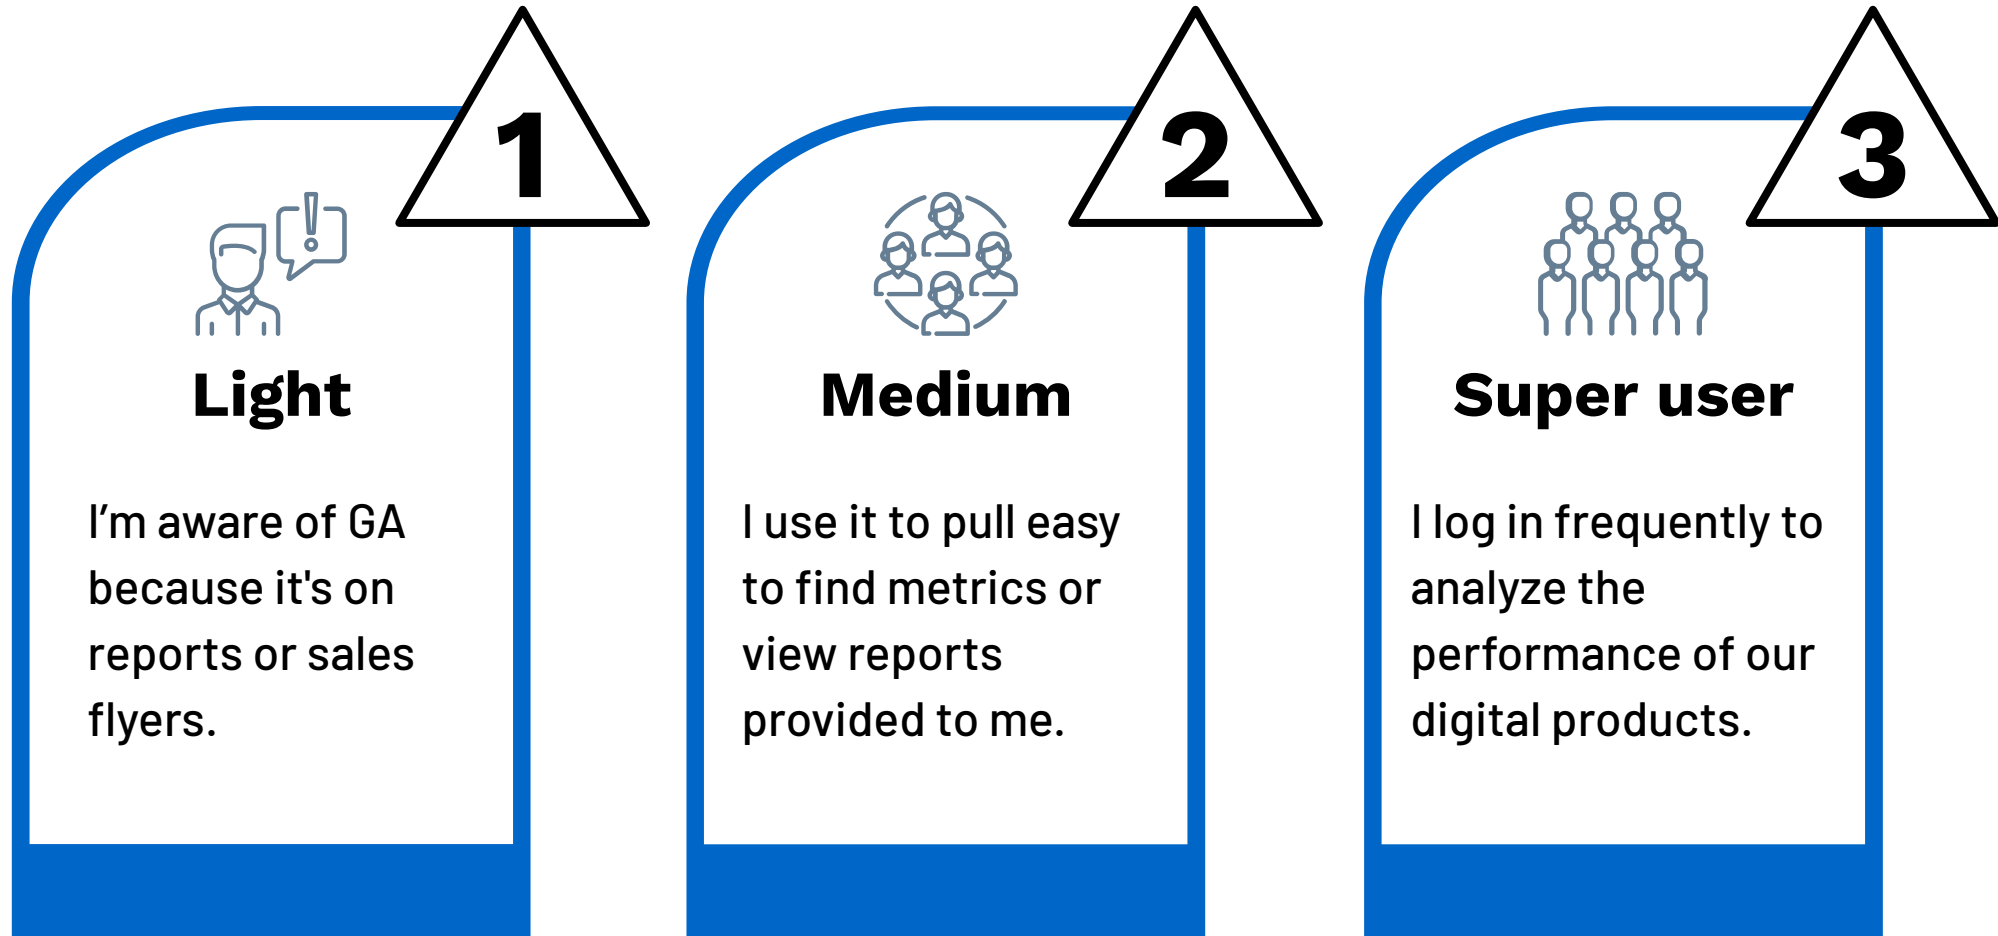 1
Light
I’m aware of GA
because it's on
reports or sales
flyers.
2
Medium
I use it to pull easy
to find metrics or
view reports
provided to me.
3
Super user
I log in frequently to
analyze the
performance of our
digital products.